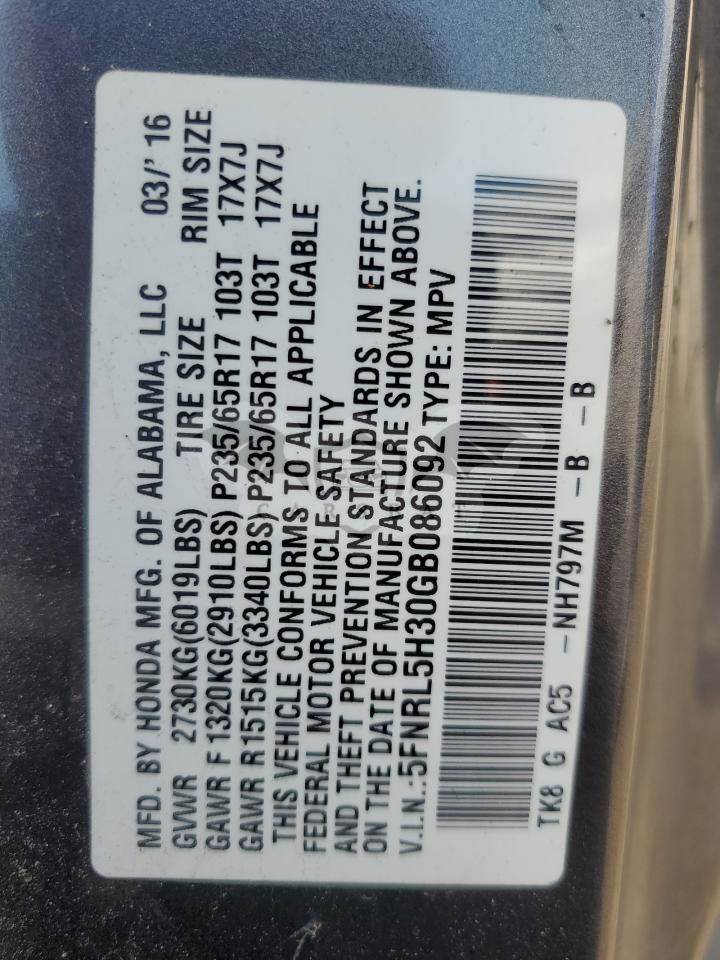 MFD. BY HONDA MFG. OF ALABAMA, LLC 03/' 16
GVWR 2730KG(6019LBS) TIRE SIZE RIM SIZE
GAWR F 1320KG(2910LBS) P235/65R17 103T 17X7J
GAWR R1515KG(3340LBS) P235/65R17 103T 17X7J
THIS VEHICLE CONFORMS TO ALL APPLICABLE
FEDERAL MOTOR VEHICLE SAFETY
AND THEFT PREVENTION STANDARDS IN EFFECT
ON THE DATE OF MANUFACTURE SHOWN ABOVE.
V.I.N.:5FNRL5H30GB086092 TYPE: MPV
TK8 G AC5 -NH797M -B -B